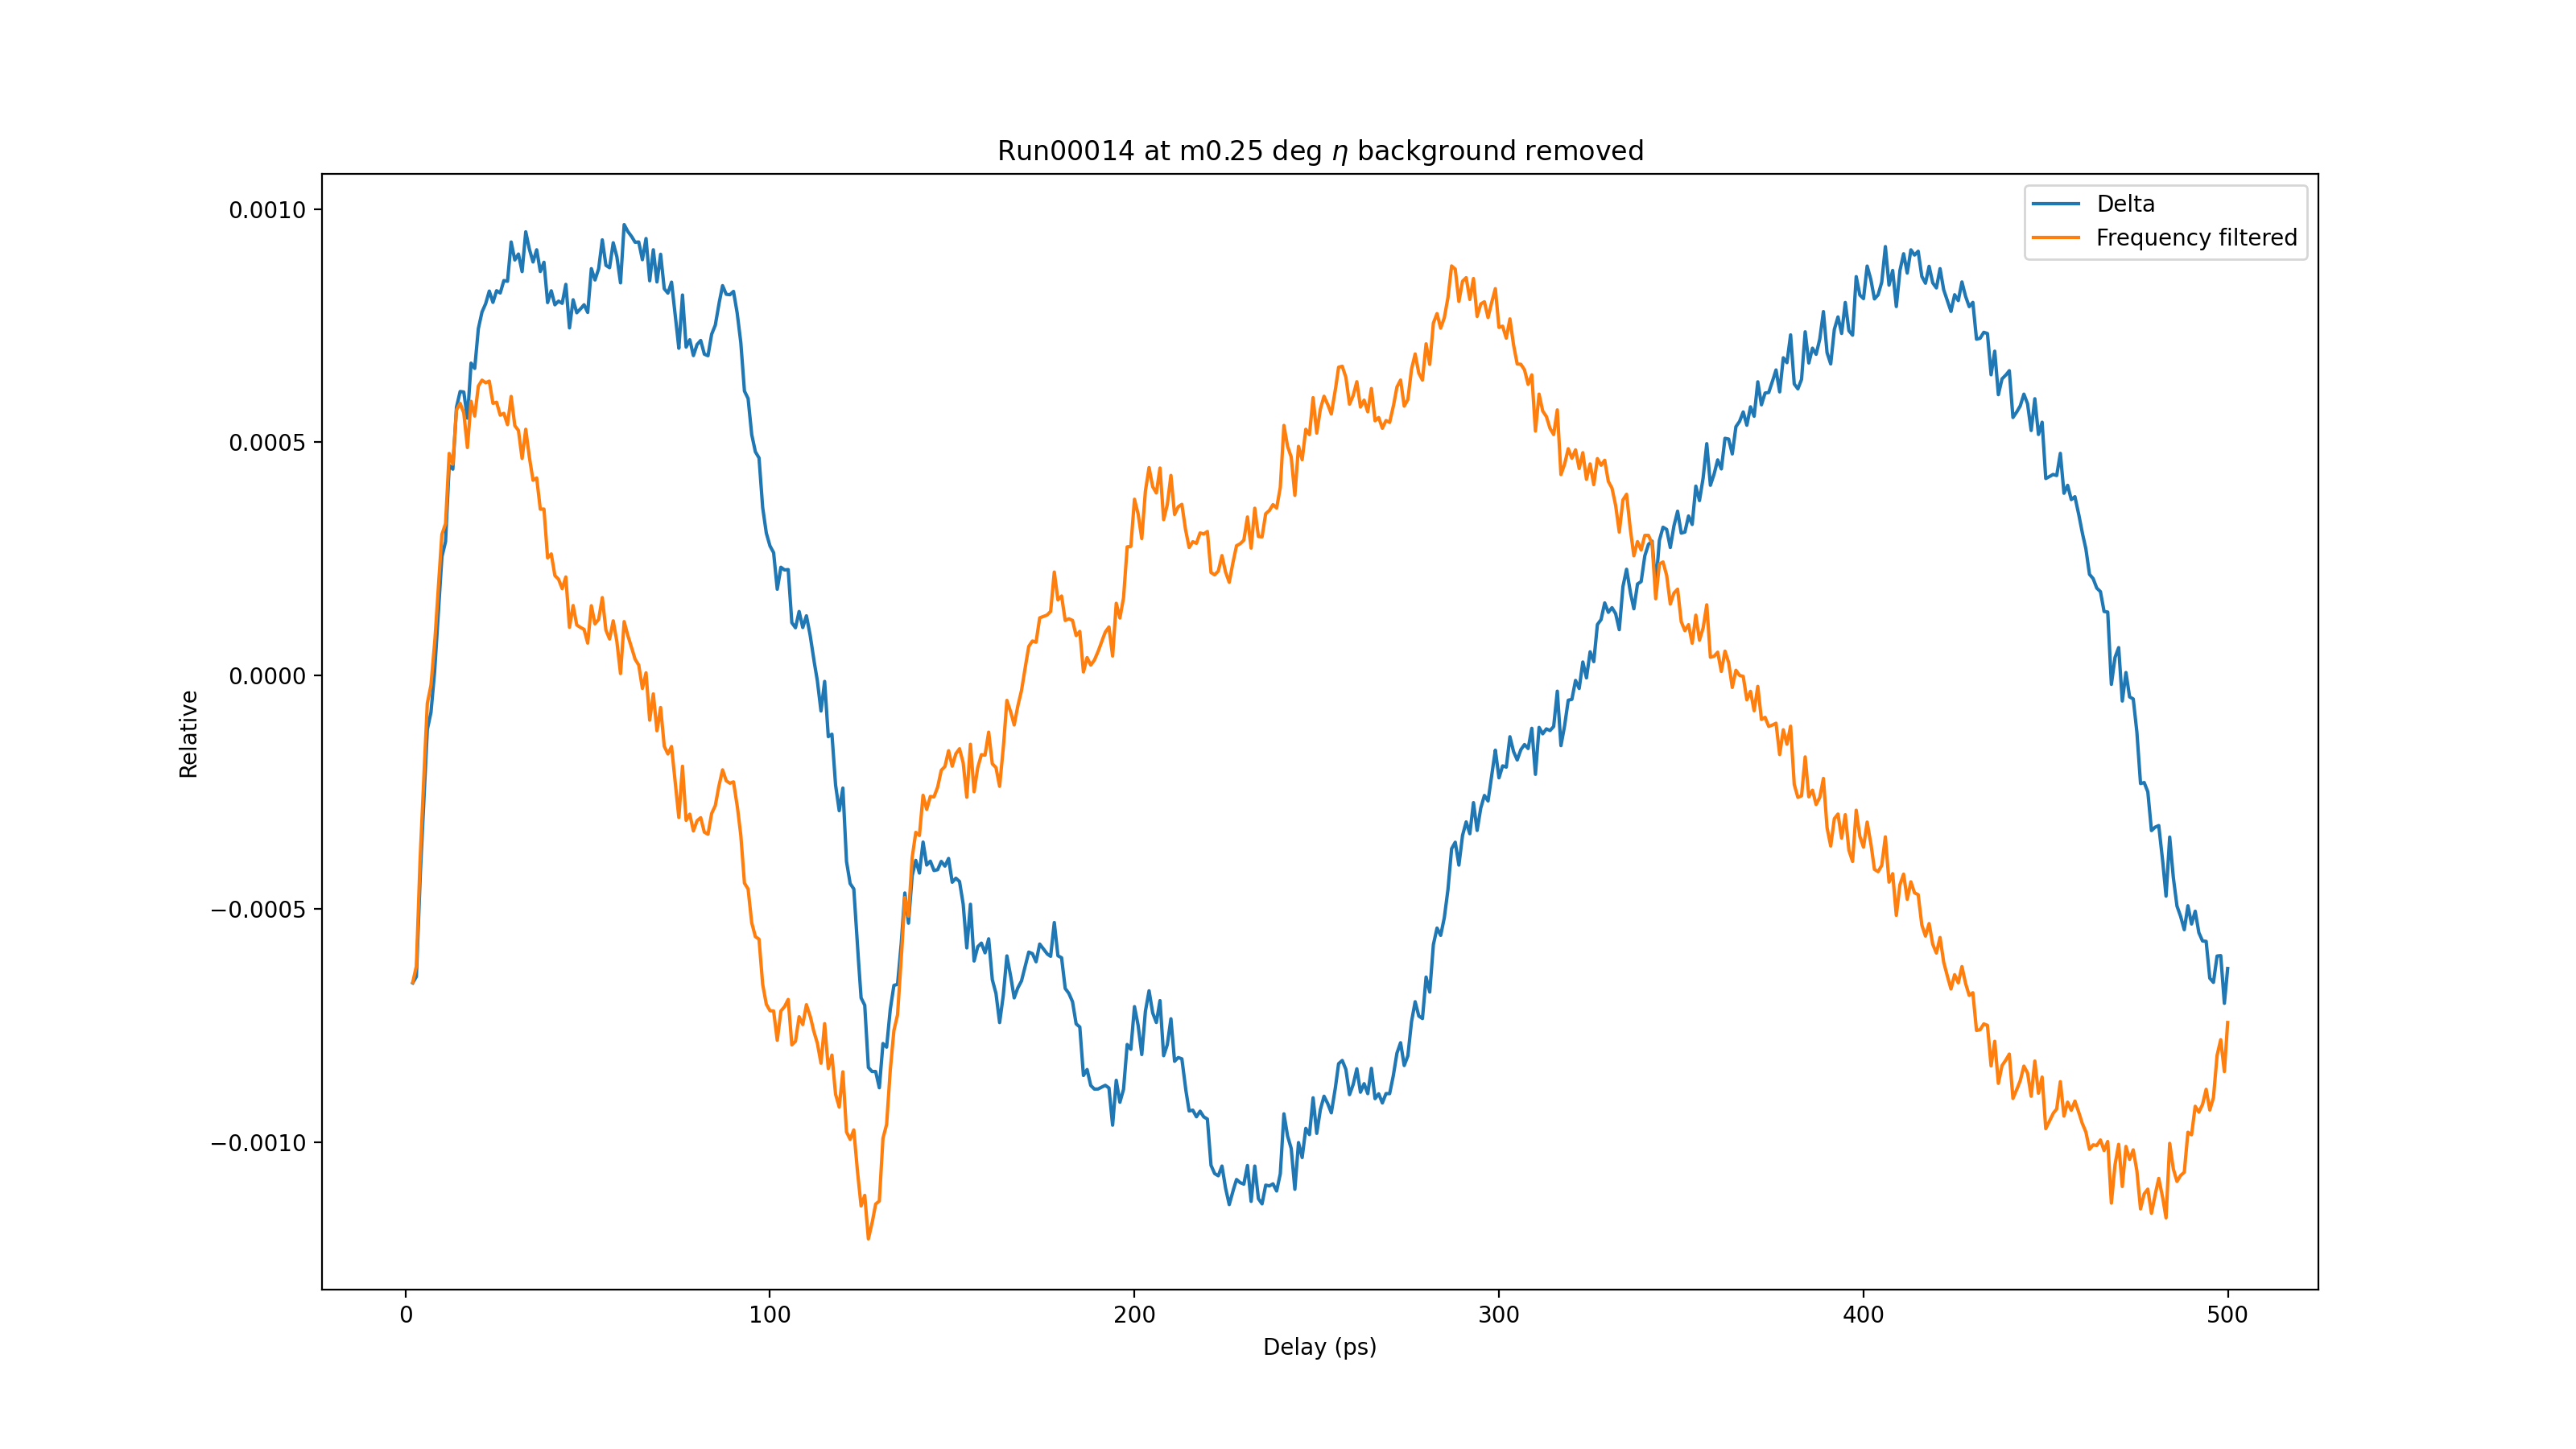 Run00014 at m0.25 deg η background removed
Delta
Frequency filtered
0.0010
0.0005
0.0000
−0.0005
−0.0010
Relative
0 100 200 300 400 500
Delay (ps)